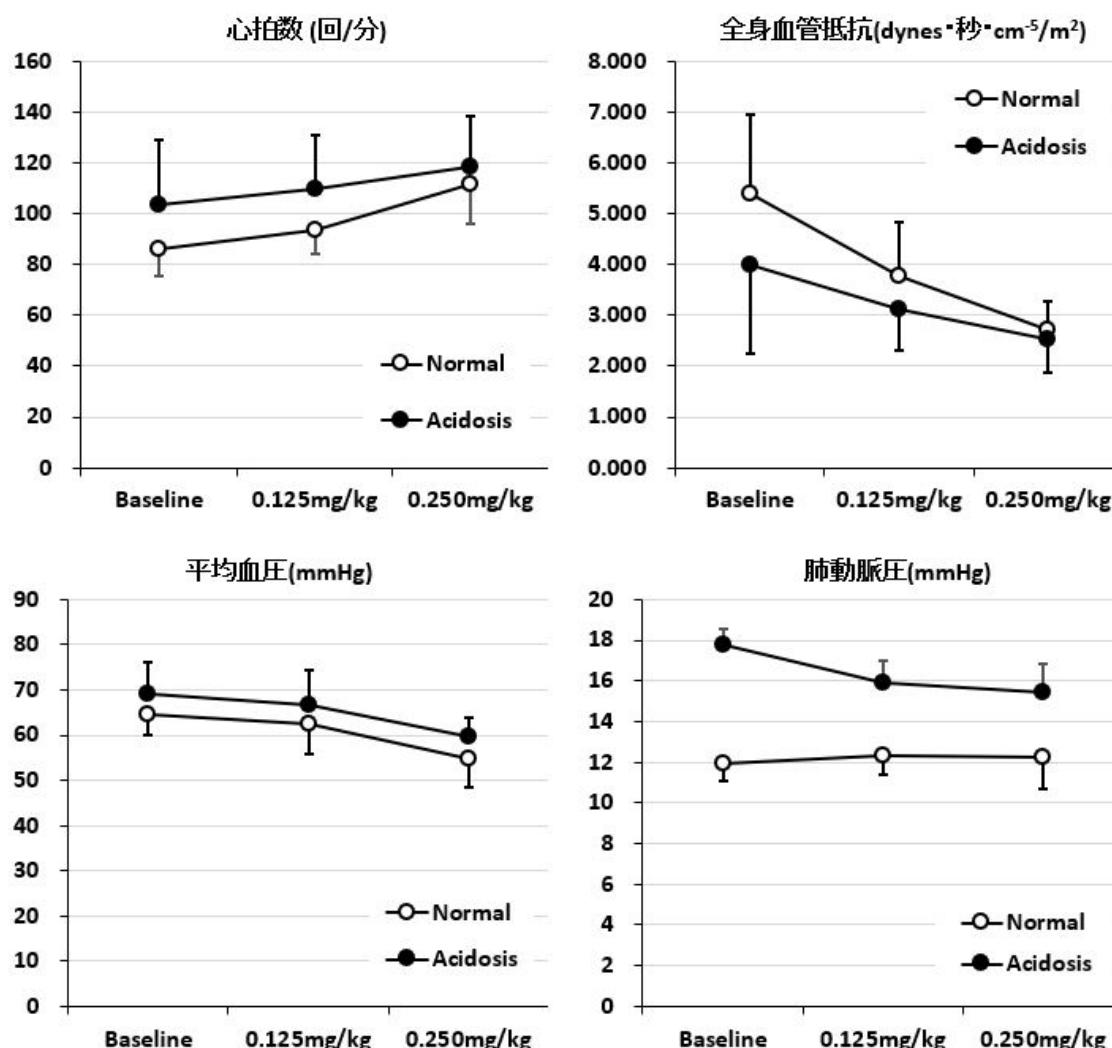 心拍数 (回/分)
160
140
120
100
80
60
40
20
0
Normal
Acidosis
Baseline 0.125mg/kg 0.250mg/kg
全身血管抵抗(dynes・秒・cm⁻⁵/m²)
8.000
7.000
6.000
5.000
4.000
3.000
2.000
1.000
0.000
Normal
Acidosis
Baseline 0.125mg/kg 0.250mg/kg
平均血圧(mmHg)
90
80
70
60
50
40
30
20
10
0
Normal
Acidosis
Baseline 0.125mg/kg 0.250mg/kg
肺動脈圧(mmHg)
20
18
16
14
12
10
8
6
4
2
0
Normal
Acidosis
Baseline 0.125mg/kg 0.250mg/kg